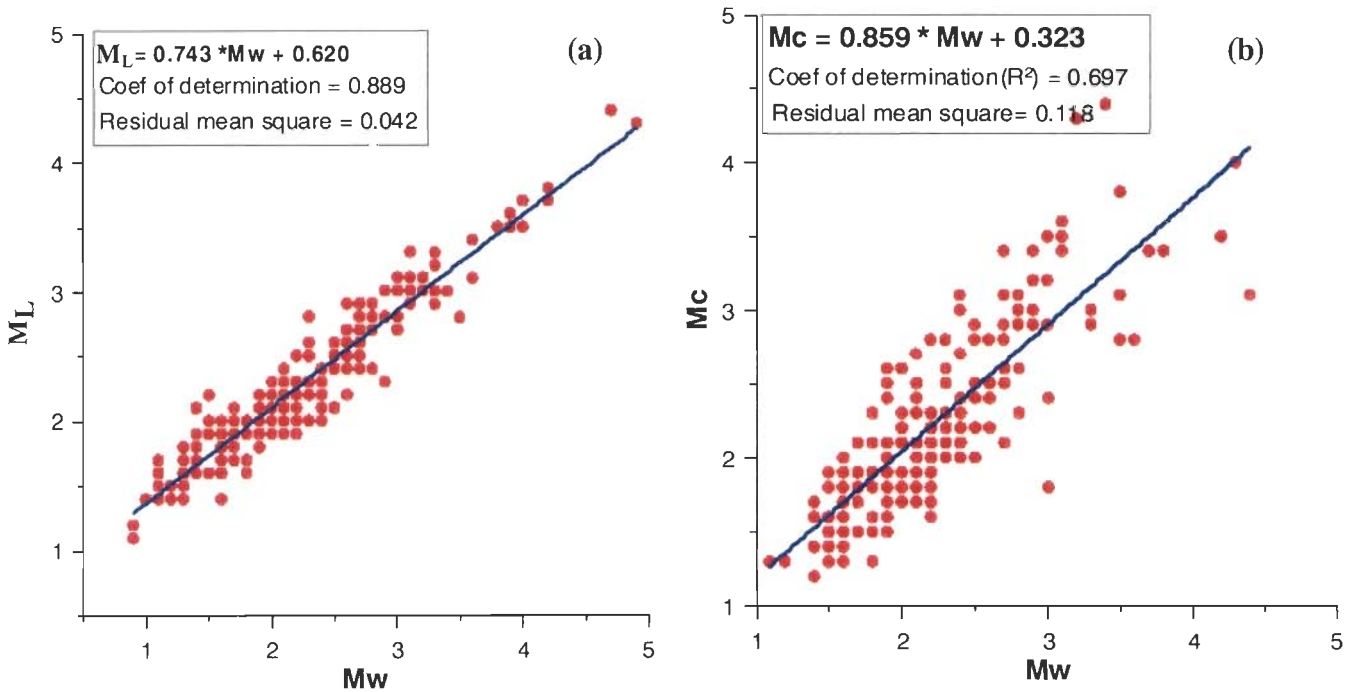 M_L = 0.743 *Mw + 0.620
Coef of determination = 0.889
Residual mean square = 0.042
(a)
5
4
3
2
1
M_L
1 2 3 4 5
Mw
Mc = 0.859 * Mw + 0.323
Coef of determination(R²) = 0.697
Residual mean square= 0.118
(b)
5
4
3
2
1
Mc
1 2 3 4 5
Mw